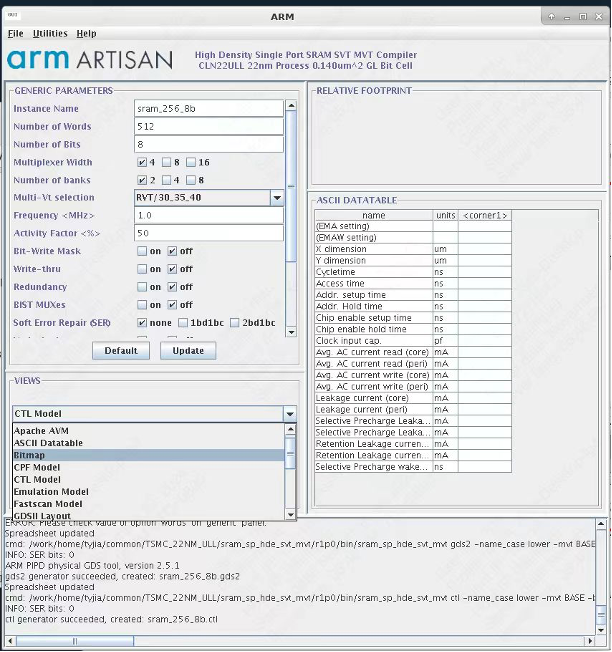 ARM
File Utilities Help
arm ARTISAN
High Density Single Port SRAM SVT MVT Compiler
CLN22ULL 22nm Process 0.140um^2 GL Bit Cell
GENERIC PARAMETERS
Instance Name sram_256_8b
Number of Words 512
Number of Bits 8
Multiplexer Width 4 8 16
Number of banks 2 4 8
Multi-Vt selection RVT/30_35_40
Frequency <MHz> 1.0
Activity Factor <%> 50
Bit-Write Mask on off
Write-thru on off
Redundancy on off
BIST MUXes on off
Soft Error Repair (SER) none 1bd1bc 2bd1bc
Default Update
VIEWS
CTL Model
Apache AVM
ASCII Datatable
Bitmap
CPF Model
CTL Model
Emulation Model
Fastscan Model
GDSII Layout
RELATIVE FOOTPRINT
ASCII DATATABLE
name units <corner1>
(EMA setting)
(EMAW setting)
X dimension um
Y dimension um
Cycletime ns
Access time ns
Addr. setup time ns
Addr. Hold time ns
Chip enable setup time ns
Chip enable hold time ns
Clock input cap. pf
Avg. AC current read (core) mA
Avg. AC current read (peri) mA
Avg. AC current write (core) mA
Avg. AC current write (peri) mA
Leakage current (core) mA
Leakage current (peri) mA
Selective Precharge Leaka... mA
Selective Precharge Leaka... mA
Retention Leakage curren... mA
Retention Leakage curren... mA
Selective Precharge wake... ns
ERROR: Please check value of option 'words' on 'generic' panel.
Spreadsheet updated
cmd: /work/home/tyjia/common/TSMC_22NM_ULL/sram_sp_hde_svt_mvt/r1p0/bin/sram_sp_hde_svt_mvt gds2 -name_case lower -mvt BASE
INFO: SER bits: 0
ARM PIPD physical GDS tool, version 2.5.1
gds2 generator succeeded, created: sram_256_8b.gds2
Spreadsheet updated
cmd: /work/home/tyjia/common/TSMC_22NM_ULL/sram_sp_hde_svt_mvt/r1p0/bin/sram_sp_hde_svt_mvt ctl -name_case lower -mvt BASE -b
INFO: SER bits: 0
ctl generator succeeded, created: sram_256_8b.ctl